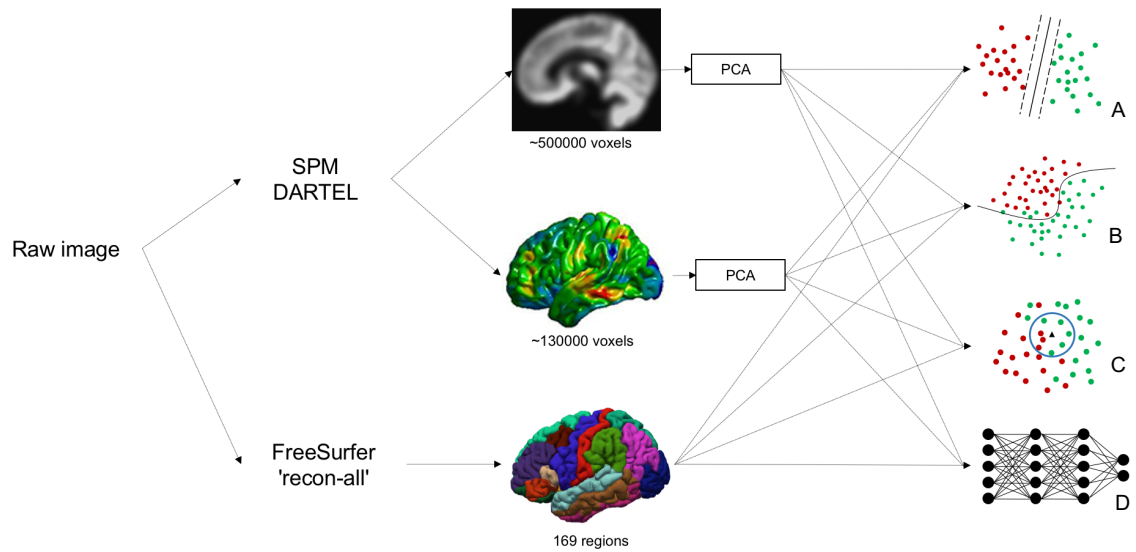 Raw image
SPM
DARTEL
FreeSurfer
'recon-all'
~500000 voxels
~130000 voxels
169 regions
PCA
PCA
A
B
C
D